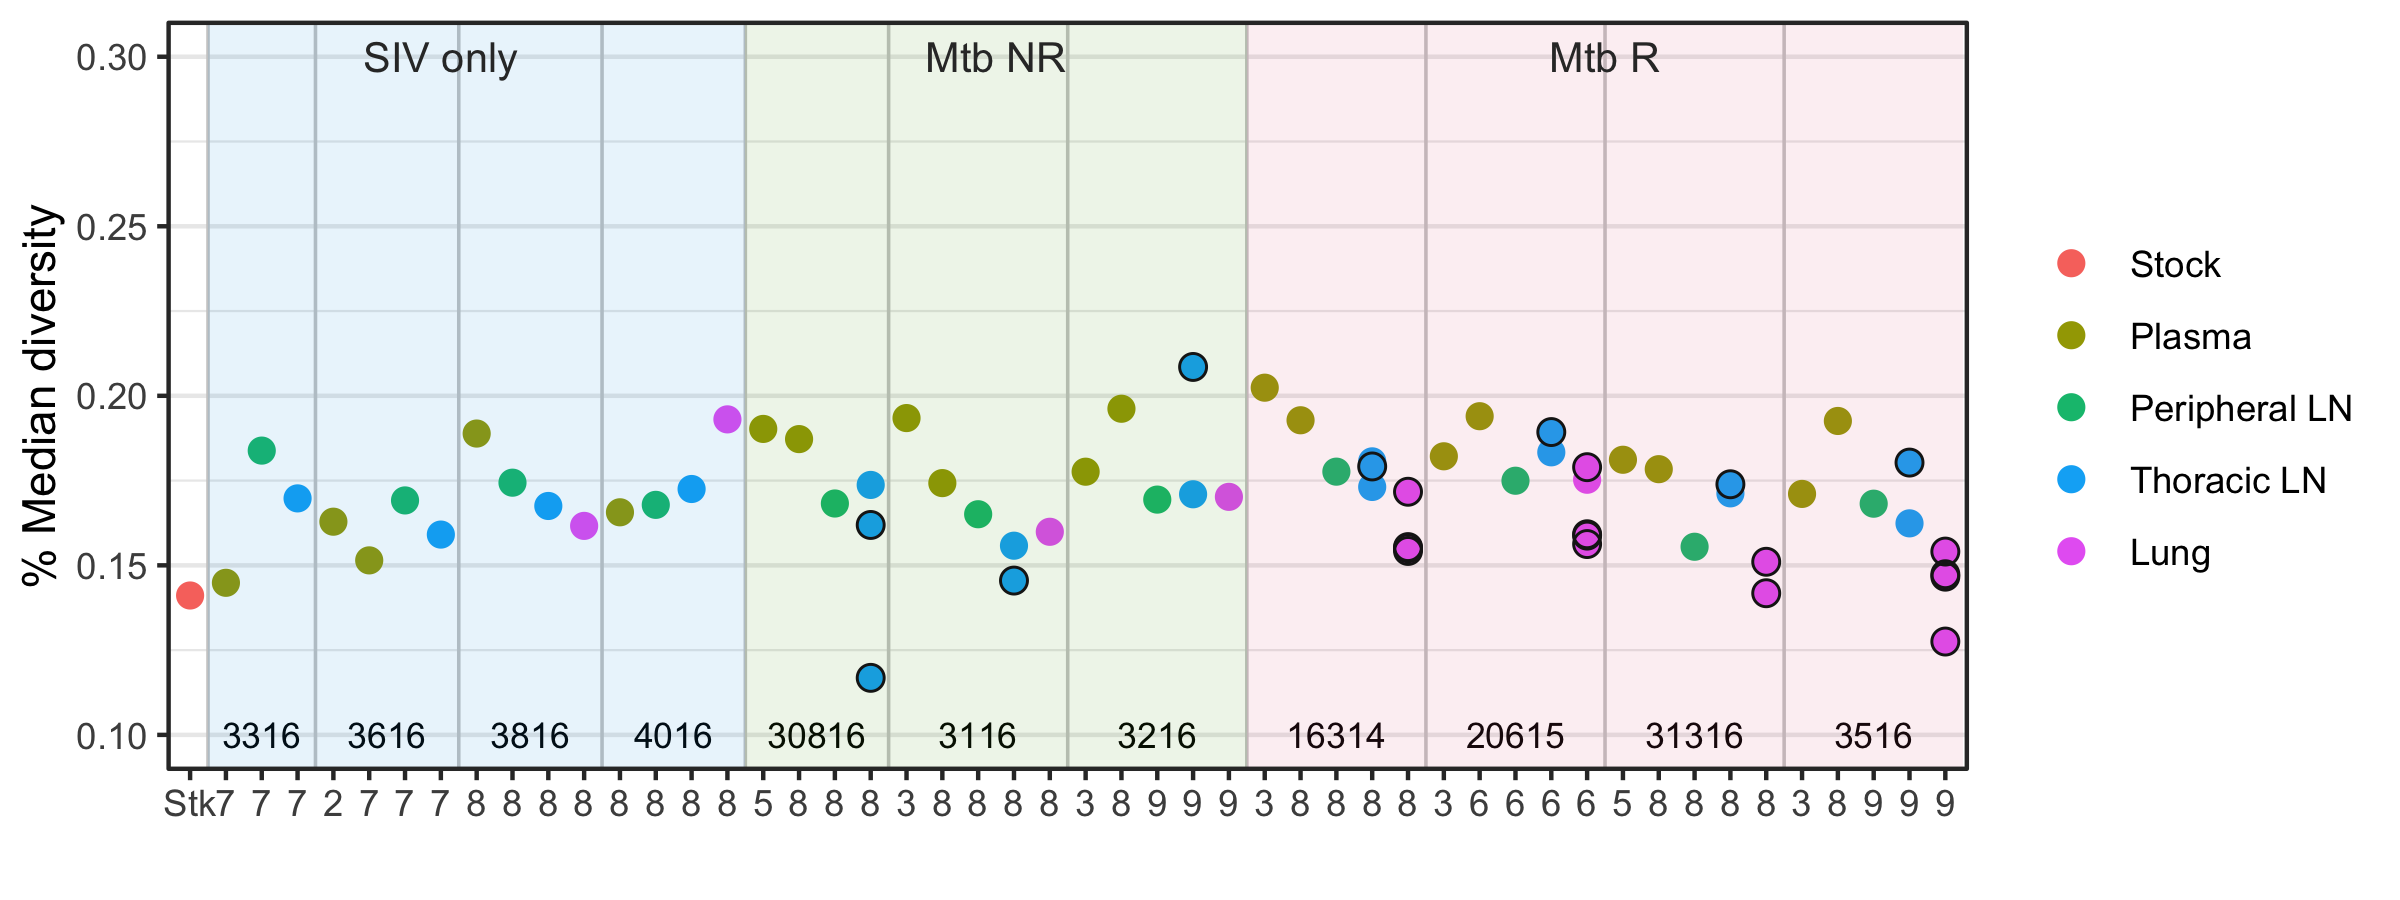 SIV only Mtb NR Mtb R
0.30
0.25
0.20
0.15
0.10
% Median diversity
3316 3616 3816 4016 30816 3116 3216 16314 20615 31316 3516
Stk 7 7 7 2 7 7 7 8 8 8 8 8 8 8 8 5 8 8 8 3 8 8 8 8 3 8 9 9 9 3 8 8 8 8 3 6 6 6 6 5 8 8 8 8 3 8 9 9 9
Stock
Plasma
Peripheral LN
Thoracic LN
Lung